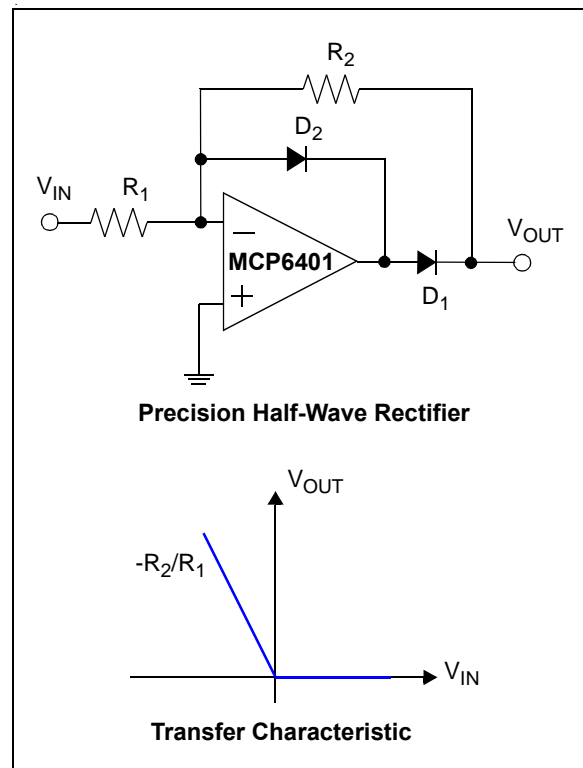 R2
D2
VIN
R1
VOUT
−
MCP6401
+
D1
Precision Half-Wave Rectifier
VOUT
-R2/R1
VIN
Transfer Characteristic